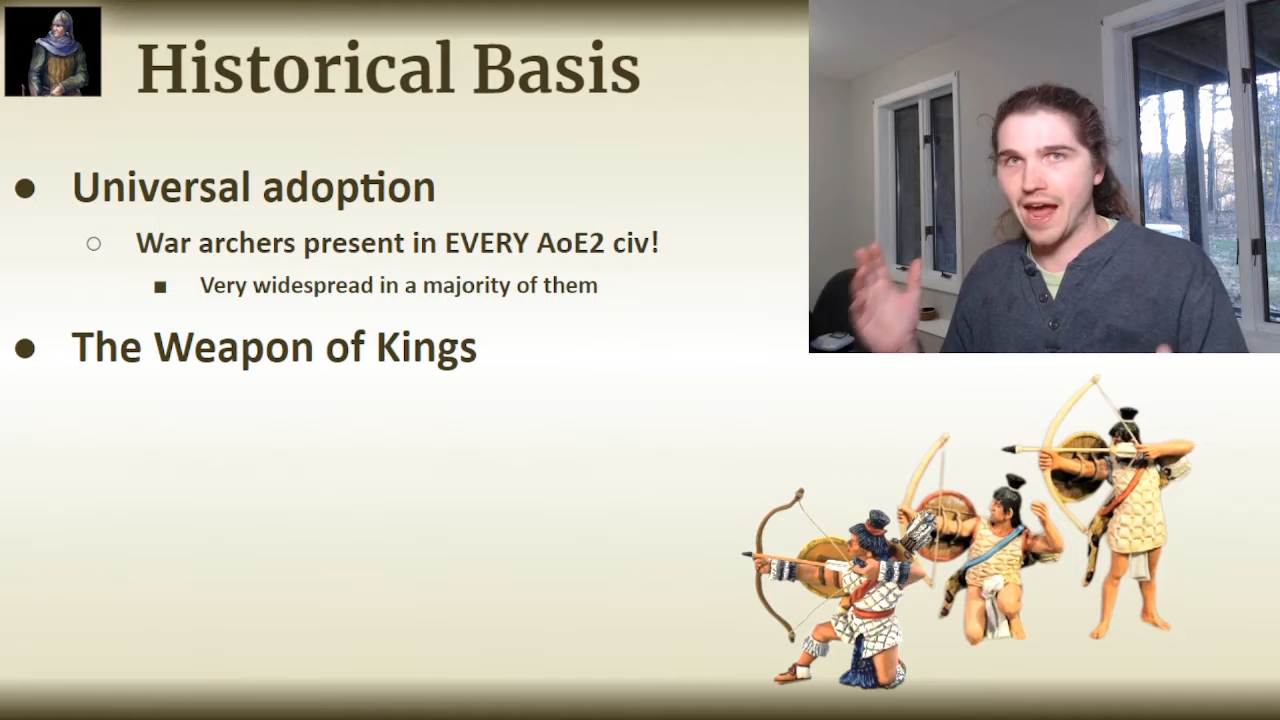 Historical Basis
● Universal adoption
○ War archers present in EVERY AoE2 civ!
■ Very widespread in a majority of them
● The Weapon of Kings